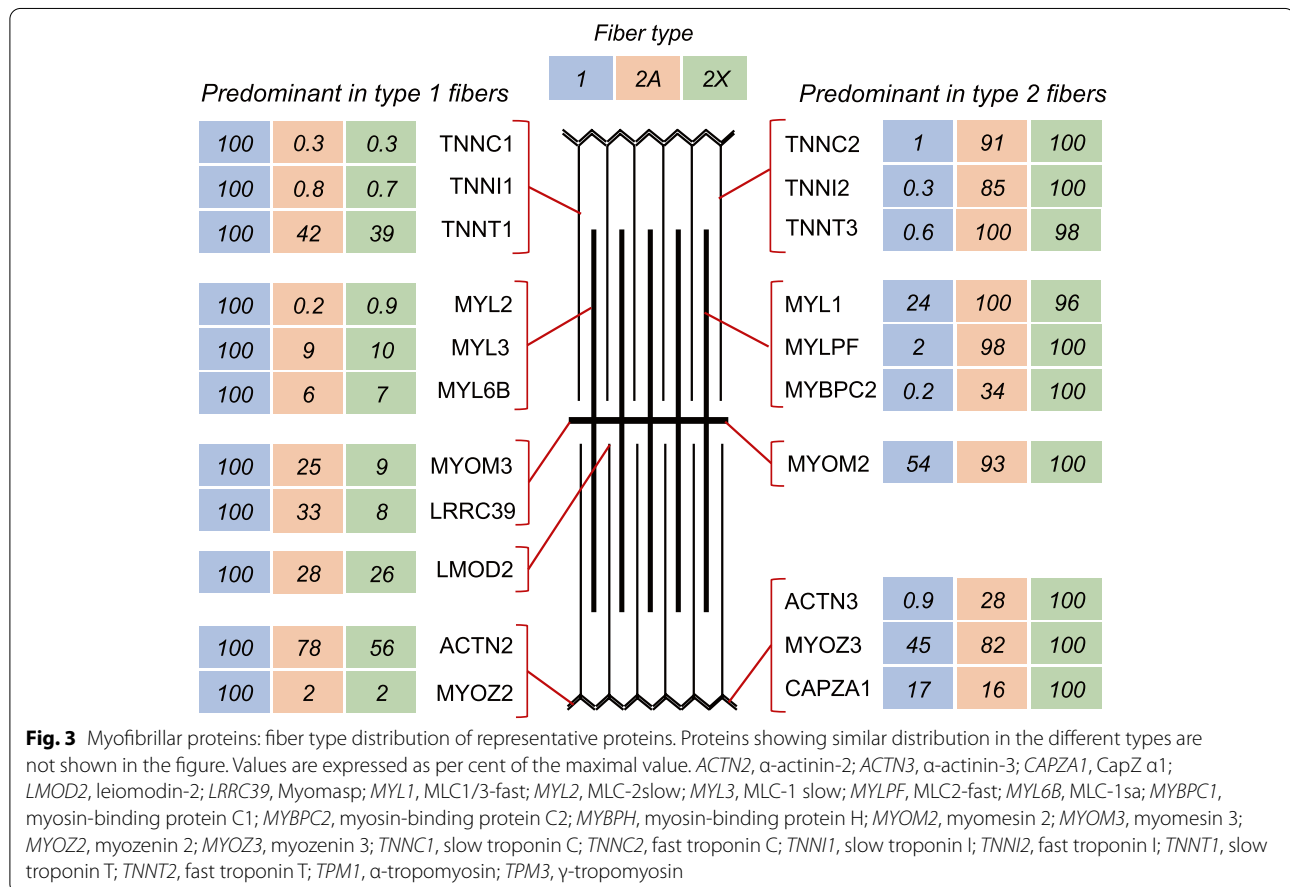 Fiber type
1 2A 2X
Predominant in type 1 fibers
100 0.3 0.3 TNNC1
100 0.8 0.7 TNNI1
100 42 39 TNNT1
100 0.2 0.9 MYL2
100 9 10 MYL3
100 6 7 MYL6B
100 25 9 MYOM3
100 33 8 LRRC39
100 28 26 LMOD2
100 78 56 ACTN2
100 2 2 MYOZ2
Predominant in type 2 fibers
TNNC2 1 91 100
TNNI2 0.3 85 100
TNNT3 0.6 100 98
MYL1 24 100 96
MYLPF 2 98 100
MYBPC2 0.2 34 100
MYOM2 54 93 100
ACTN3 0.9 28 100
MYOZ3 45 82 100
CAPZA1 17 16 100
Fig. 3 Myofibrillar proteins: fiber type distribution of representative proteins. Proteins showing similar distribution in the different types are
not shown in the figure. Values are expressed as per cent of the maximal value. ACTN2, α-actinin-2; ACTN3, α-actinin-3; CAPZA1, CapZ α1;
LMOD2, leiomodin-2; LRRC39, Myomasp; MYL1, MLC1/3-fast; MYL2, MLC-2slow; MYL3, MLC-1 slow; MYLPF, MLC2-fast; MYL6B, MLC-1sa; MYBPC1,
myosin-binding protein C1; MYBPC2, myosin-binding protein C2; MYBPH, myosin-binding protein H; MYOM2, myomesin 2; MYOM3, myomesin 3;
MYOZ2, myozenin 2; MYOZ3, myozenin 3; TNNC1, slow troponin C; TNNC2, fast troponin C; TNNI1, slow troponin I; TNNI2, fast troponin I; TNNT1, slow
troponin T; TNNT2, fast troponin T; TPM1, α-tropomyosin; TPM3, γ-tropomyosin